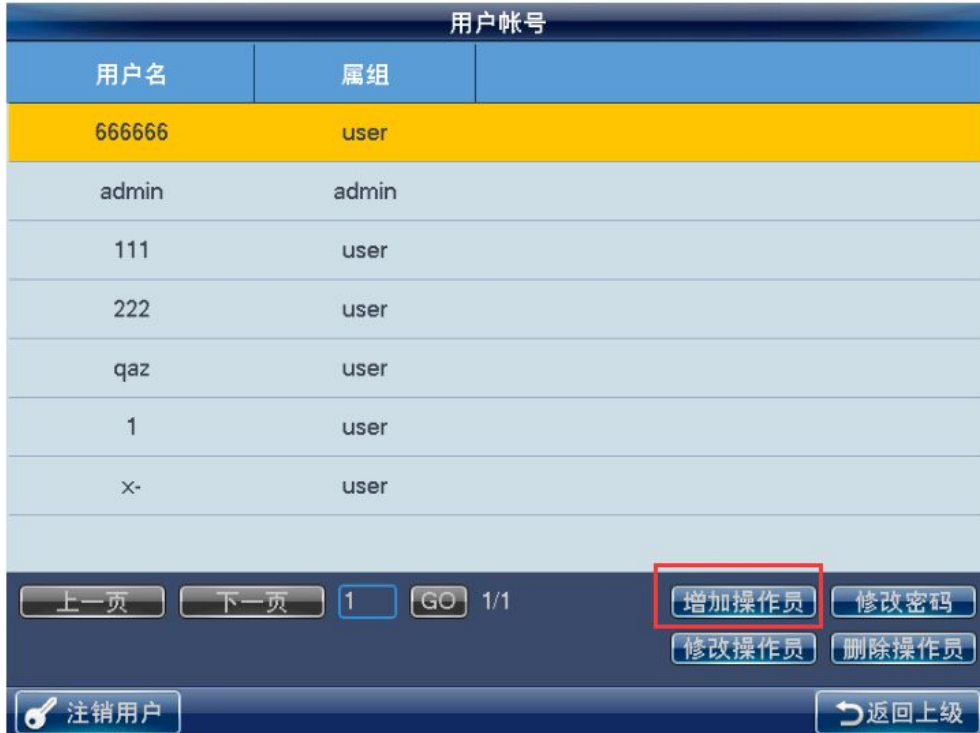 用户帐号
用户名 属组
666666 user
admin admin
111 user
222 user
qaz user
1 user
x- user
上一页 下一页 1 GO 1/1 增加操作员 修改密码
修改操作员 删除操作员
注销用户 返回上级